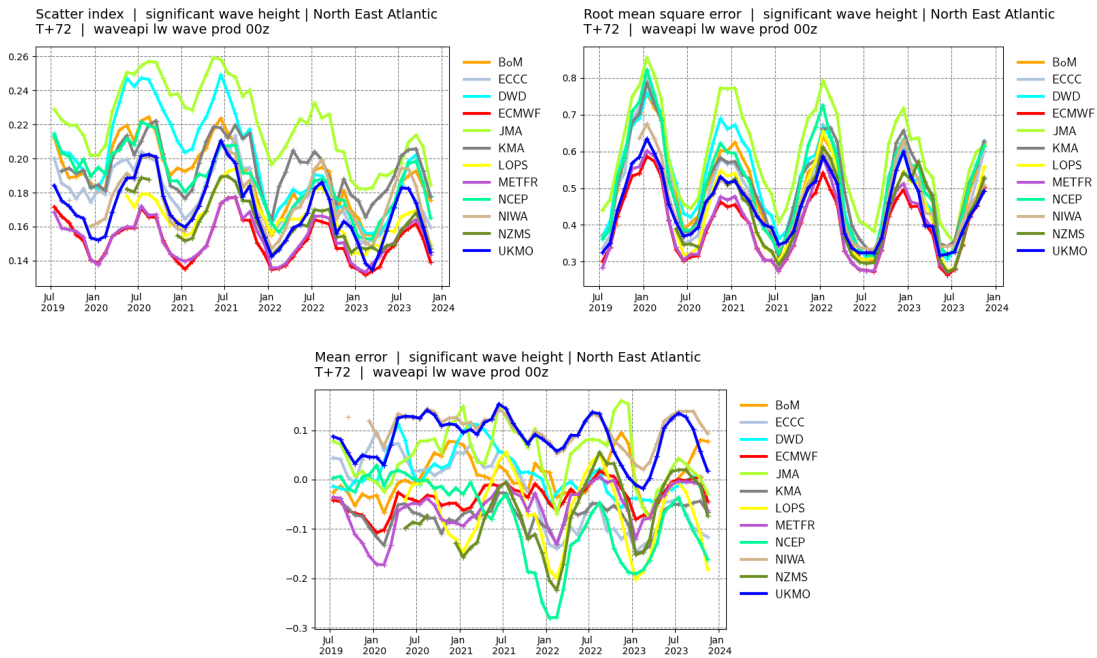 Scatter index | significant wave height | North East Atlantic
T+72 | waveapi lw wave prod 00z
0.26
0.24
0.22
0.20
0.18
0.16
0.14
Jul 2019
Jan 2020
Jul 2020
Jan 2021
Jul 2021
Jan 2022
Jul 2022
Jan 2023
Jul 2023
Jan 2024
BoM
ECCC
DWD
ECMWF
JMA
KMA
LOPS
METFR
NCEP
NIWA
NZMS
UKMO
Root mean square error | significant wave height | North East Atlantic
T+72 | waveapi lw wave prod 00z
0.8
0.7
0.6
0.5
0.4
0.3
Jul 2019
Jan 2020
Jul 2020
Jan 2021
Jul 2021
Jan 2022
Jul 2022
Jan 2023
Jul 2023
Jan 2024
BoM
ECCC
DWD
ECMWF
JMA
KMA
LOPS
METFR
NCEP
NIWA
NZMS
UKMO
Mean error | significant wave height | North East Atlantic
T+72 | waveapi lw wave prod 00z
0.1
0.0
−0.1
−0.2
−0.3
Jul 2019
Jan 2020
Jul 2020
Jan 2021
Jul 2021
Jan 2022
Jul 2022
Jan 2023
Jul 2023
Jan 2024
BoM
ECCC
DWD
ECMWF
JMA
KMA
LOPS
METFR
NCEP
NIWA
NZMS
UKMO